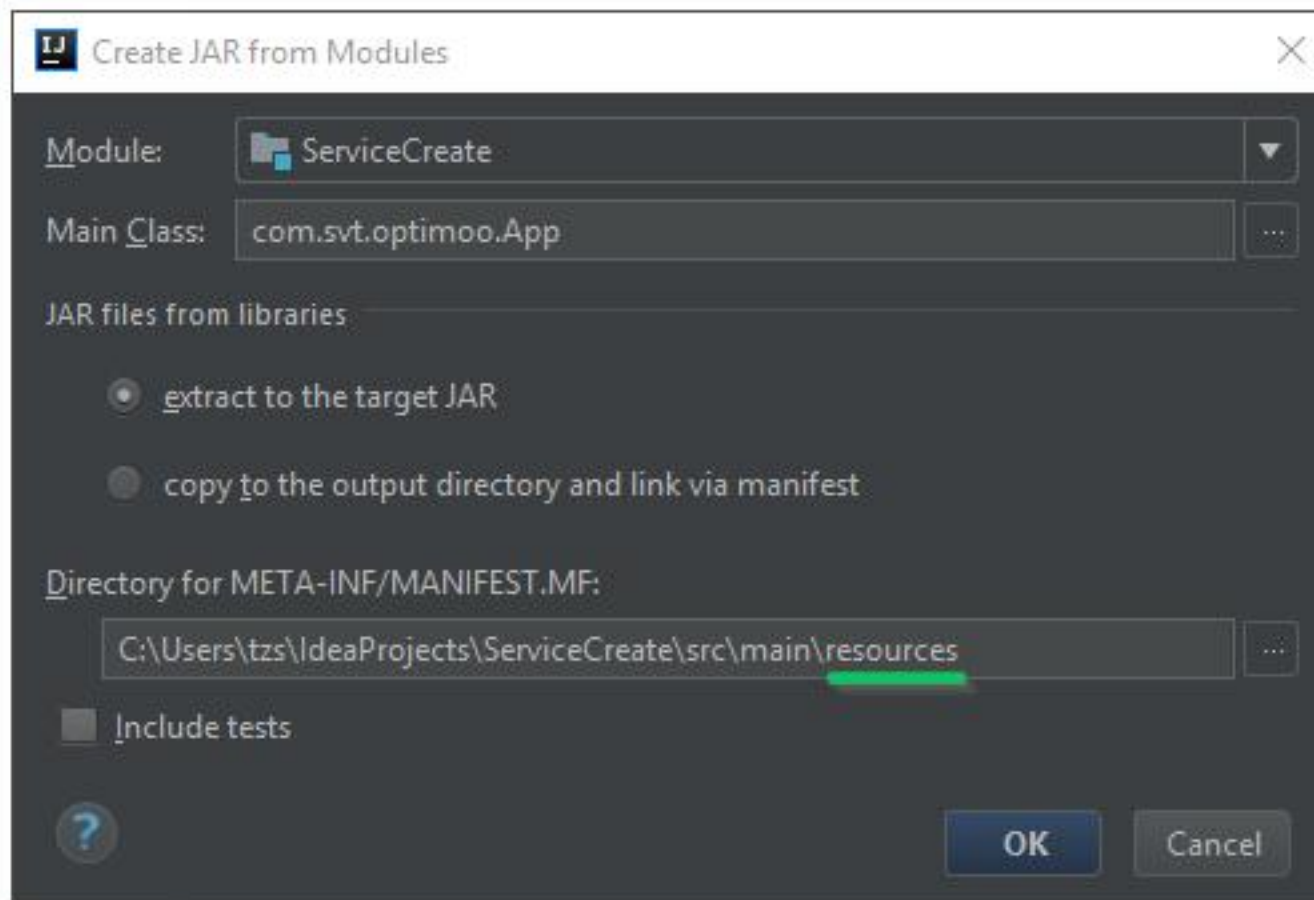 IJ Create JAR from Modules
Module: ServiceCreate
Main Class: com.svt.optimoo.App ...
JAR files from libraries
extract to the target JAR
copy to the output directory and link via manifest
Directory for META-INF/MANIFEST.MF:
C:\Users\tzs\IdeaProjects\ServiceCreate\src\main\resources ...
Include tests
? OK Cancel